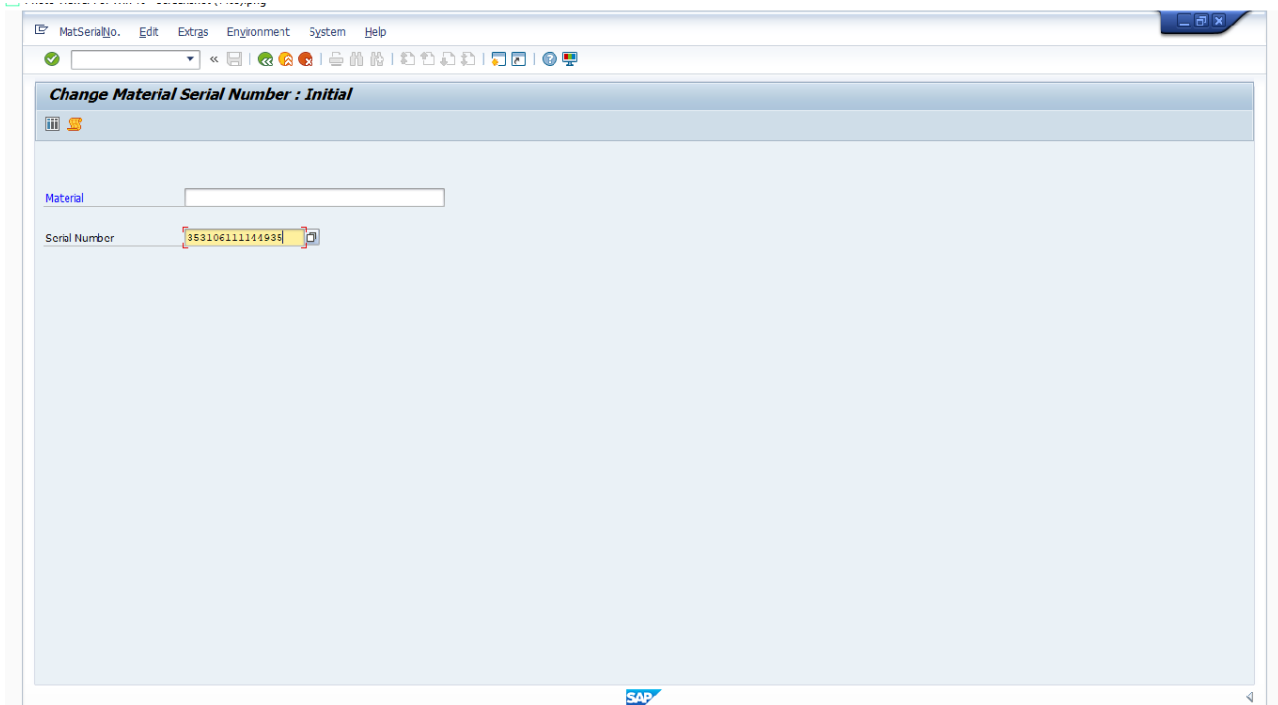 MatSerialNo. Edit Extras Environment System Help
Change Material Serial Number : Initial
Material
Serial Number 353106111144935
SAP